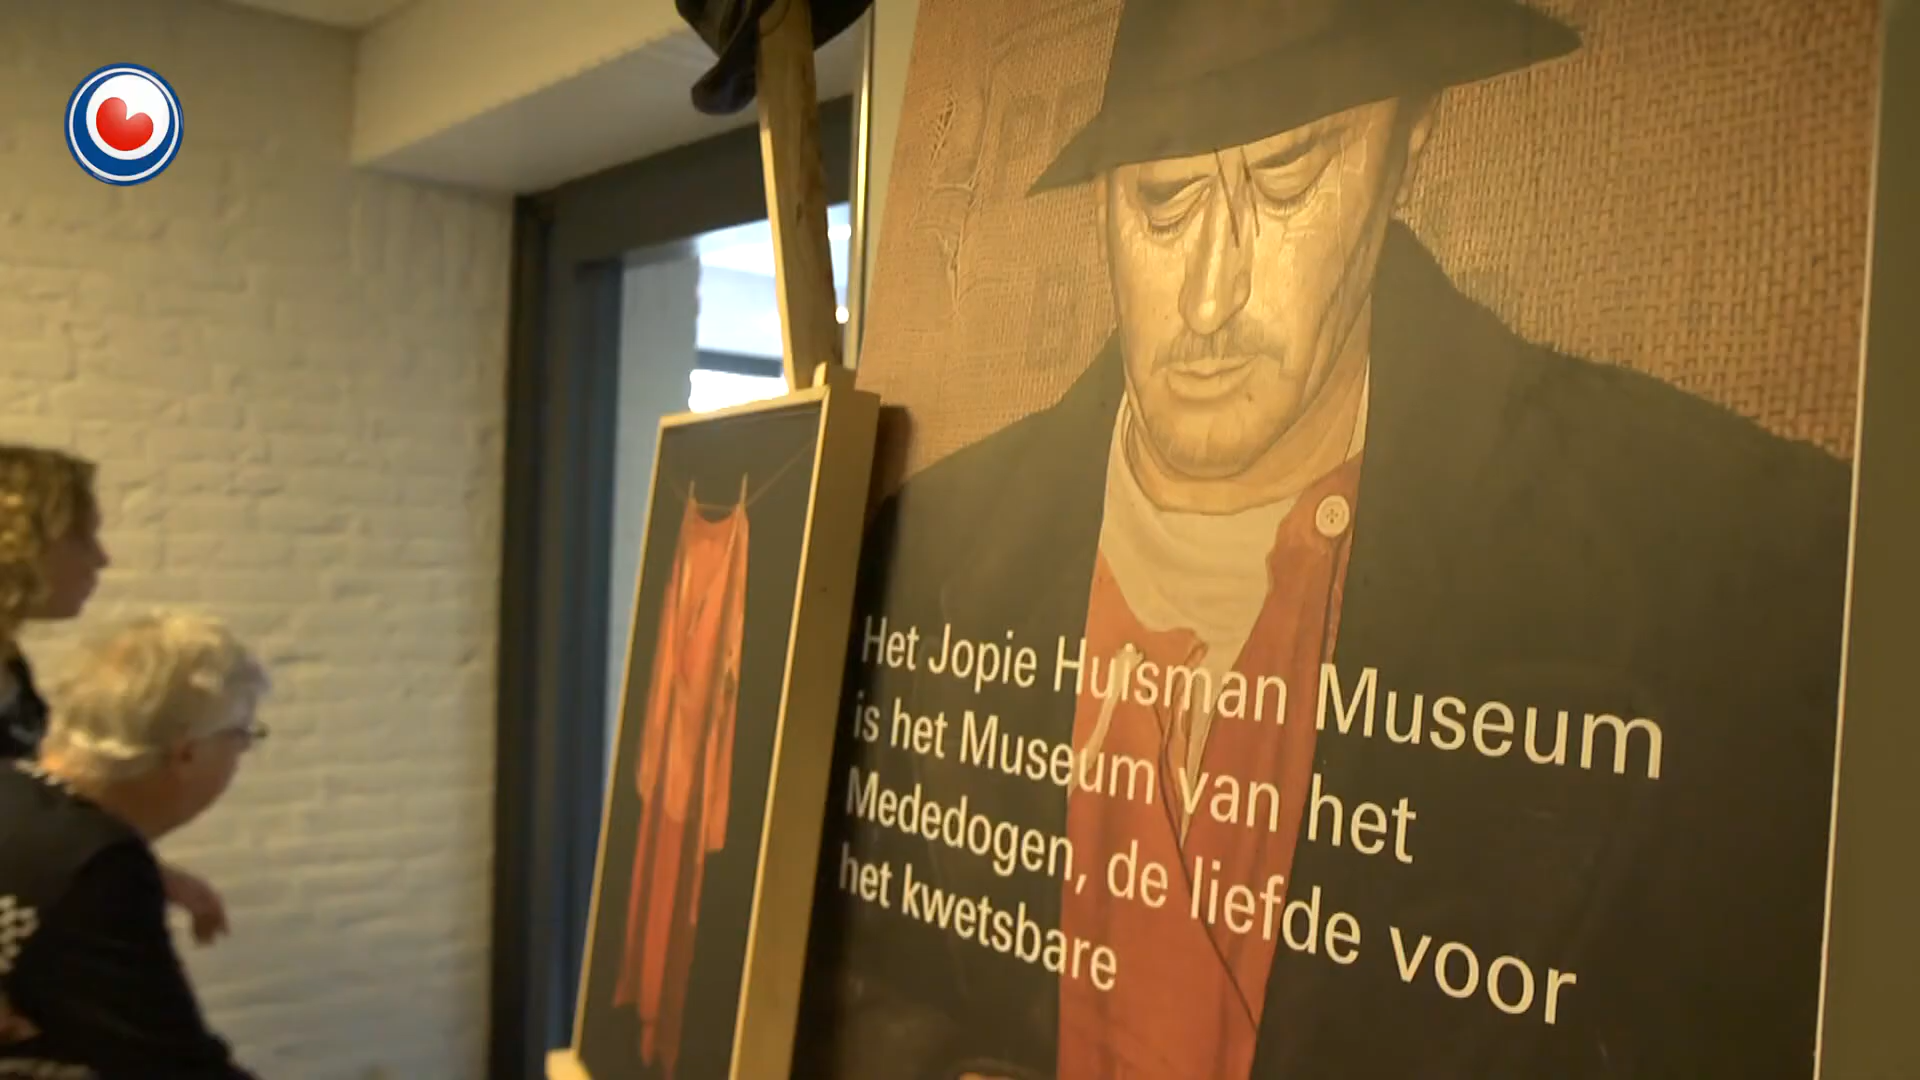 Het Jopie Huisman Museum
is het Museum van het
Mededogen, de liefde voor
het kwetsbare